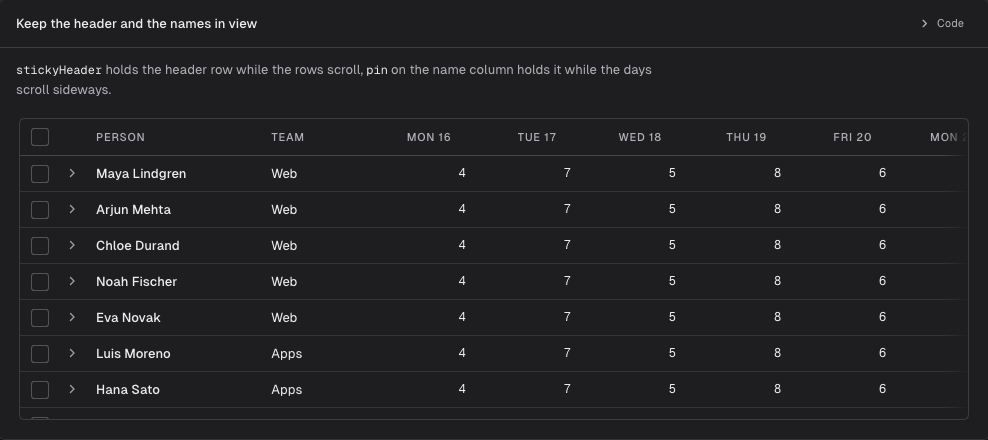 Keep the header and the names in view
Code
stickyHeader holds the header row while the rows scroll, pin on the name column holds it while the days
scroll sideways.
PERSON TEAM MON 16 TUE 17 WED 18 THU 19 FRI 20 MON
Maya Lindgren Web 4 7 5 8 6
Arjun Mehta Web 4 7 5 8 6
Chloe Durand Web 4 7 5 8 6
Noah Fischer Web 4 7 5 8 6
Eva Novak Web 4 7 5 8 6
Luis Moreno Apps 4 7 5 8 6
Hana Sato Apps 4 7 5 8 6